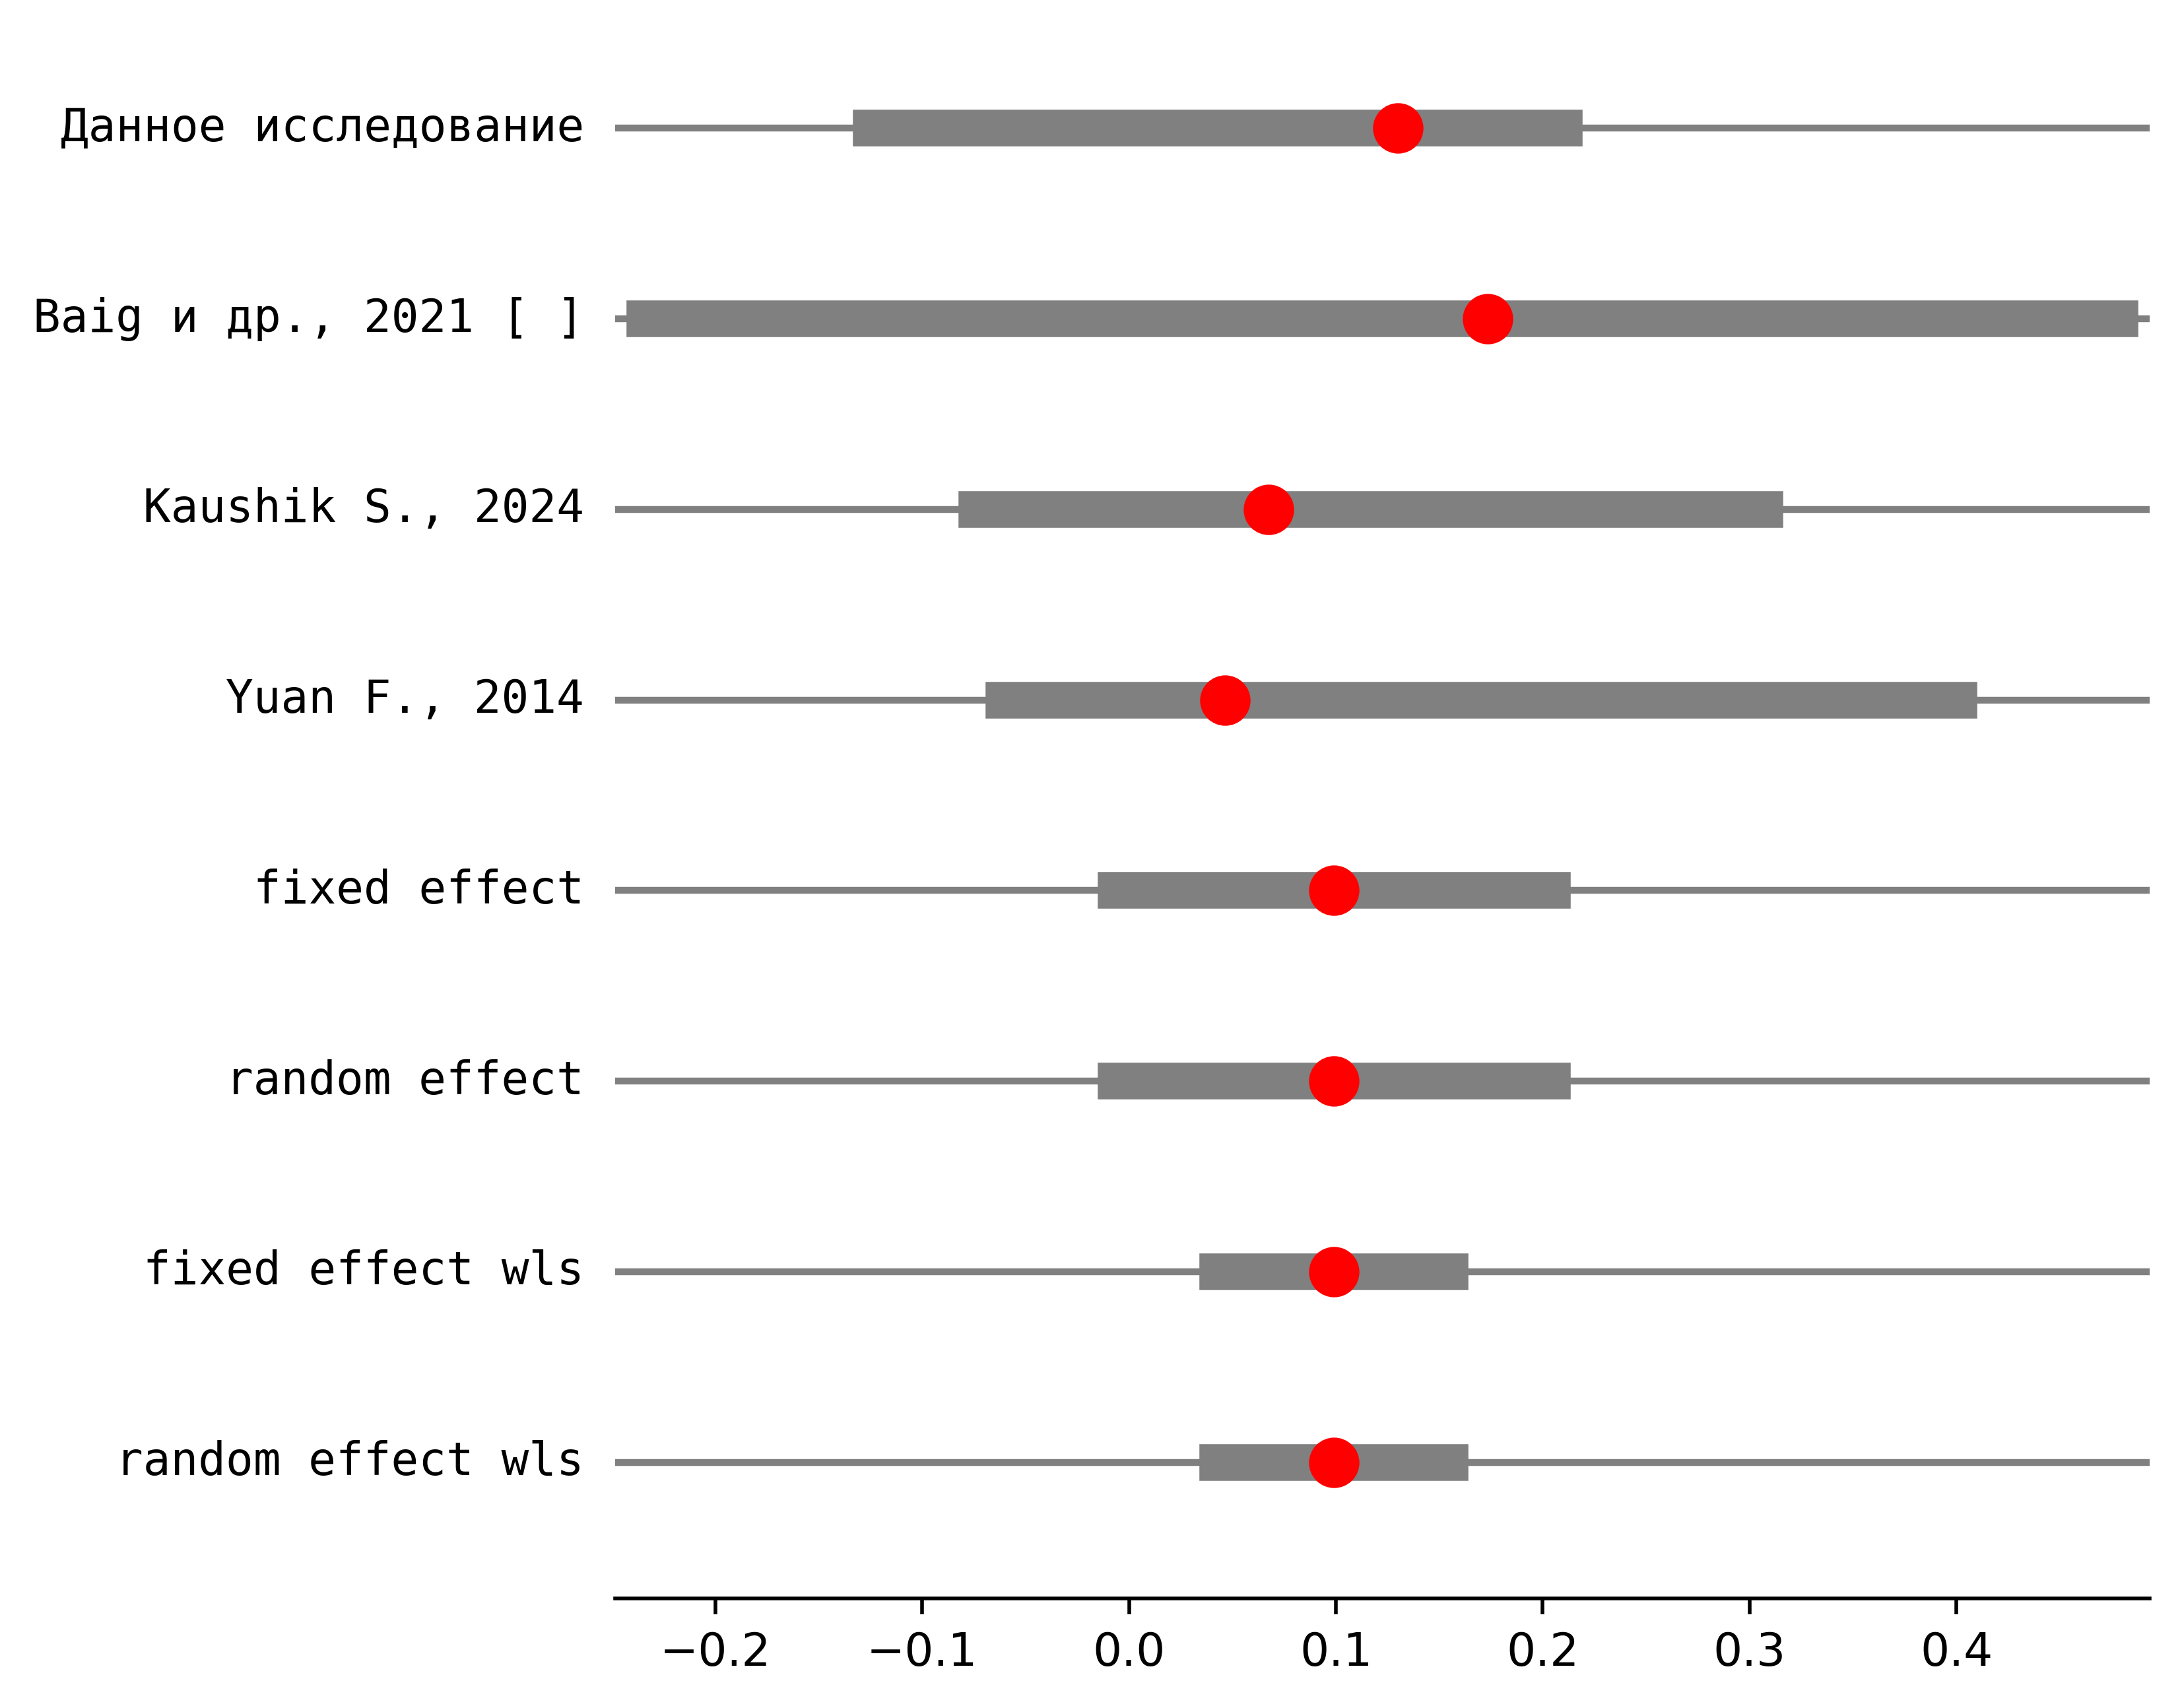 Данное исследование
Baig и др., 2021 [ ]
Kaushik S., 2024
Yuan F., 2014
fixed effect
random effect
fixed effect wls
random effect wls
−0.2 −0.1 0.0 0.1 0.2 0.3 0.4